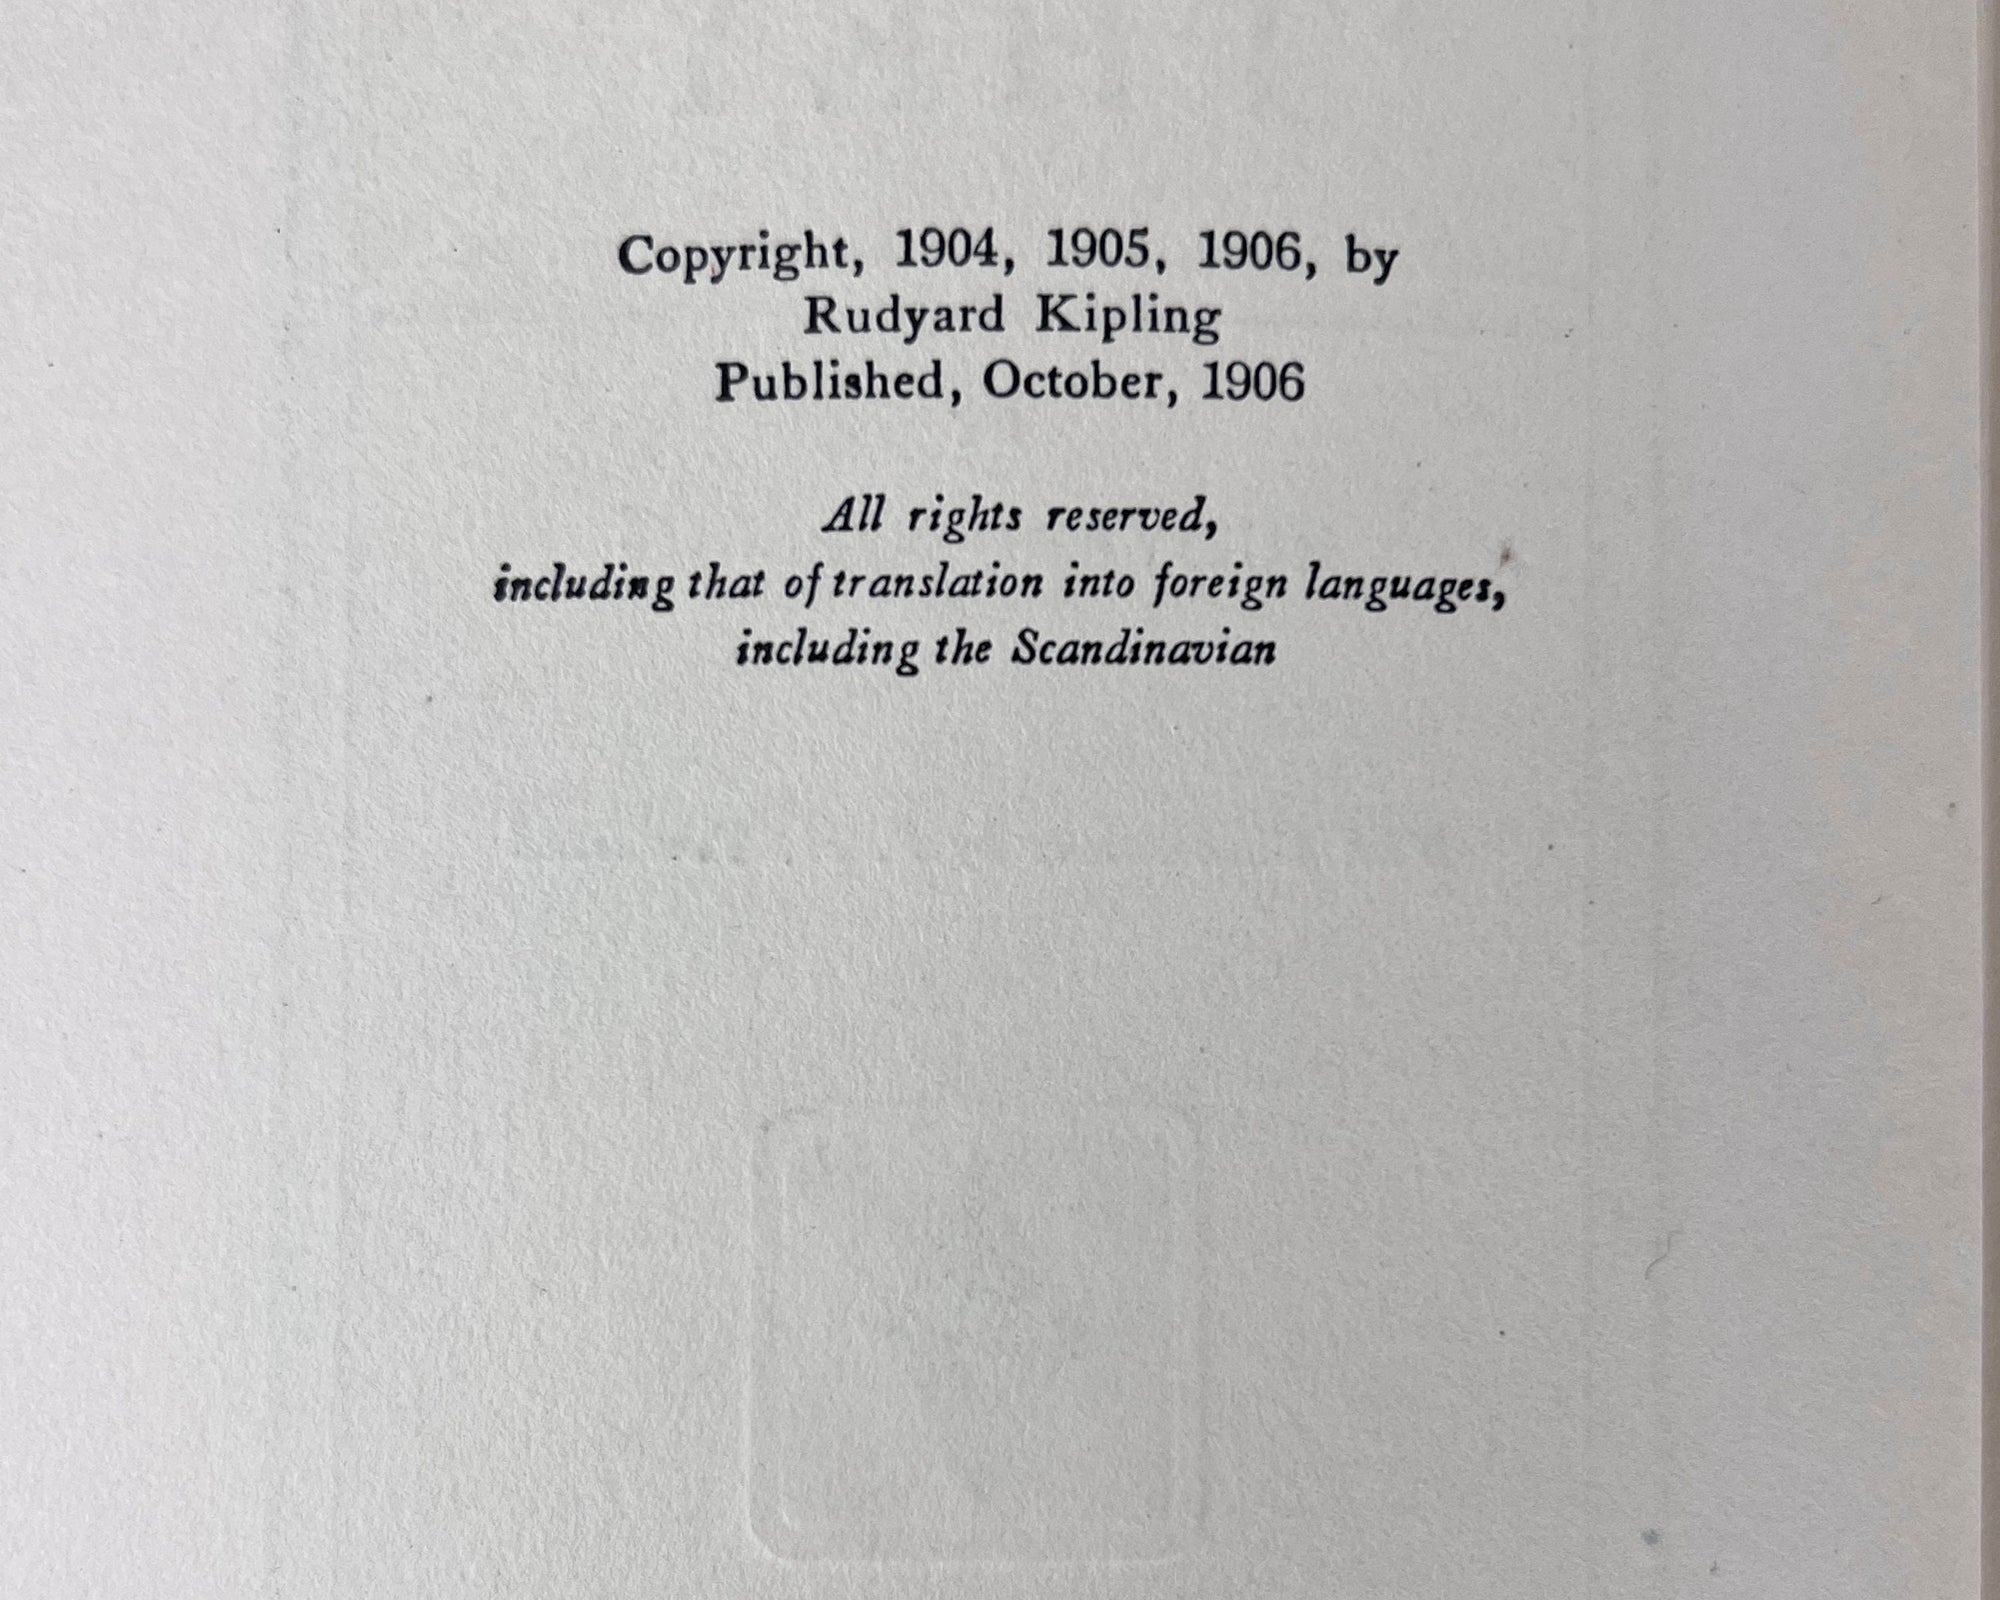 Copyright, 1904, 1905, 1906, by
Rudyard Kipling
Published, October, 1906
All rights reserved,
including that of translation into foreign languages,
including the Scandinavian